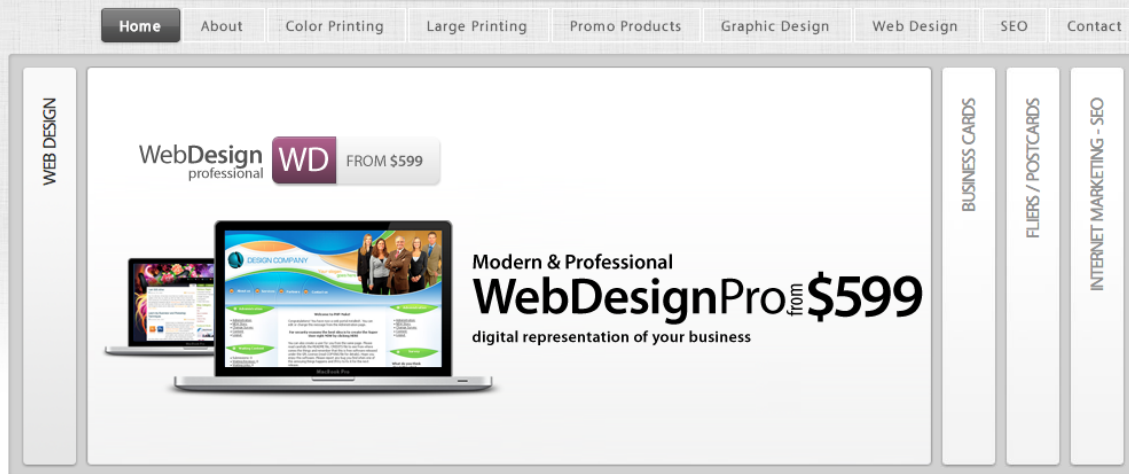 Home About Color Printing Large Printing Promo Products Graphic Design Web Design SEO Contact
WEB DESIGN
WebDesign WD FROM $599
professional
DESIGN COMPANY
MacBook Pro
Modern & Professional
WebDesignPro from $599
digital representation of your business
BUSINESS CARDS
FLIERS / POSTCARDS
INTERNET MARKETING - SEO